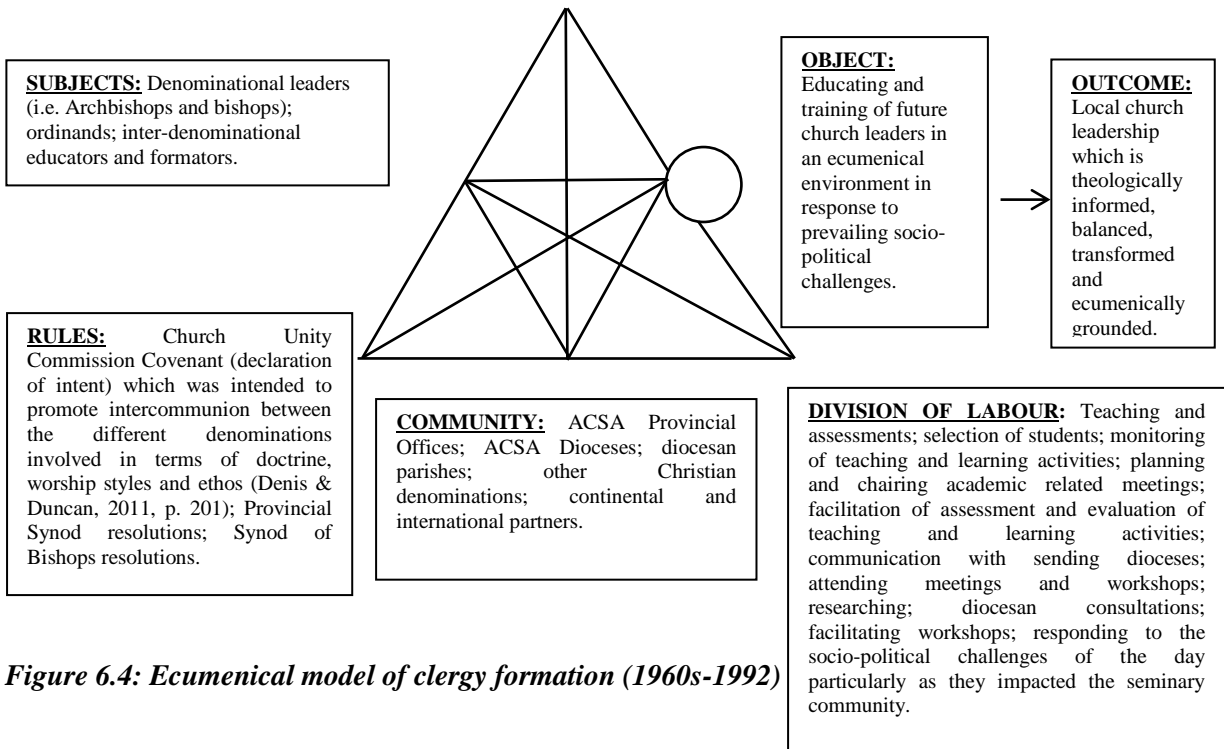 SUBJECTS: Denominational leaders
(i.e. Archbishops and bishops);
ordinands; inter-denominational
educators and formators.
OBJECT:
Educating and
training of future
church leaders in
an ecumenical
environment in
response to
prevailing socio-
political
challenges.
OUTCOME:
Local church
leadership
which is
theologically
informed,
balanced,
transformed
and
ecumenically
grounded.
RULES: Church Unity
Commission Covenant (declaration
of intent) which was intended to
promote intercommunion between
the different denominations
involved in terms of doctrine,
worship styles and ethos (Denis &
Duncan, 2011, p. 201); Provincial
Synod resolutions; Synod of
Bishops resolutions.
COMMUNITY: ACSA Provincial
Offices; ACSA Dioceses; diocesan
parishes; other Christian
denominations; continental and
international partners.
DIVISION OF LABOUR: Teaching and
assessments; selection of students; monitoring
of teaching and learning activities; planning
and chairing academic related meetings;
facilitation of assessment and evaluation of
teaching and learning activities;
communication with sending dioceses;
attending meetings and workshops;
researching; diocesan consultations;
facilitating workshops; responding to the
socio-political challenges of the day
particularly as they impacted the seminary
community.
Figure 6.4: Ecumenical model of clergy formation (1960s-1992)